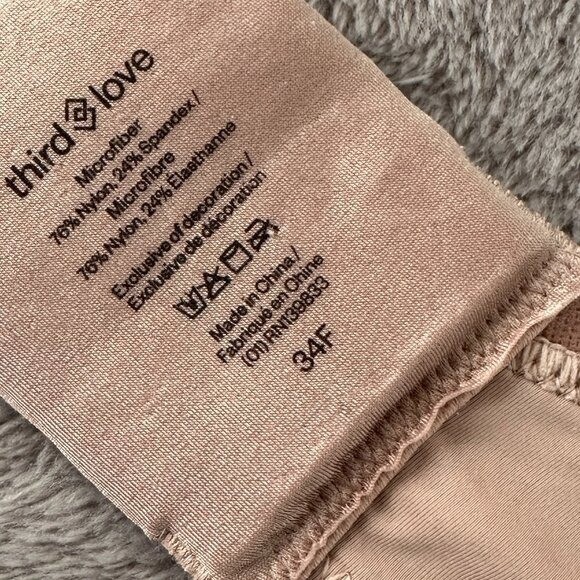 third love
Microfiber
76% Nylon, 24% Spandex /
Microfibre
76% Nylon, 24% Élasthanne
Exclusive of decoration /
Exclusive de décoration
Made in China /
Fabriqué en Chine
(01) RN139833
34F